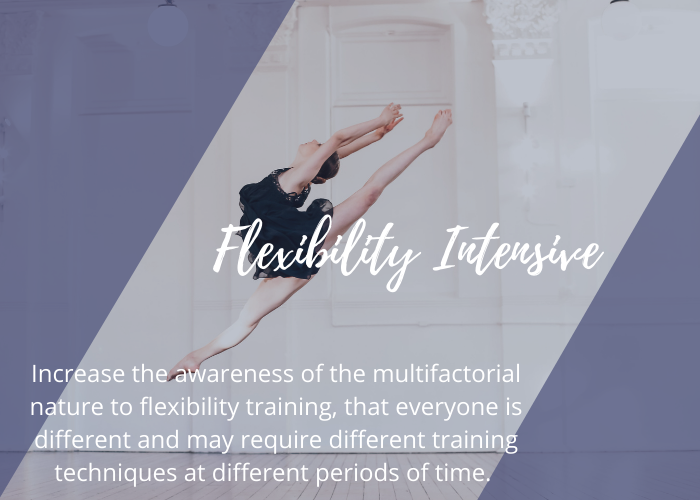 Flexibility Intensive
Increase the awareness of the multifactorial
nature to flexibility training, that everyone is
different and may require different training
techniques at different periods of time.